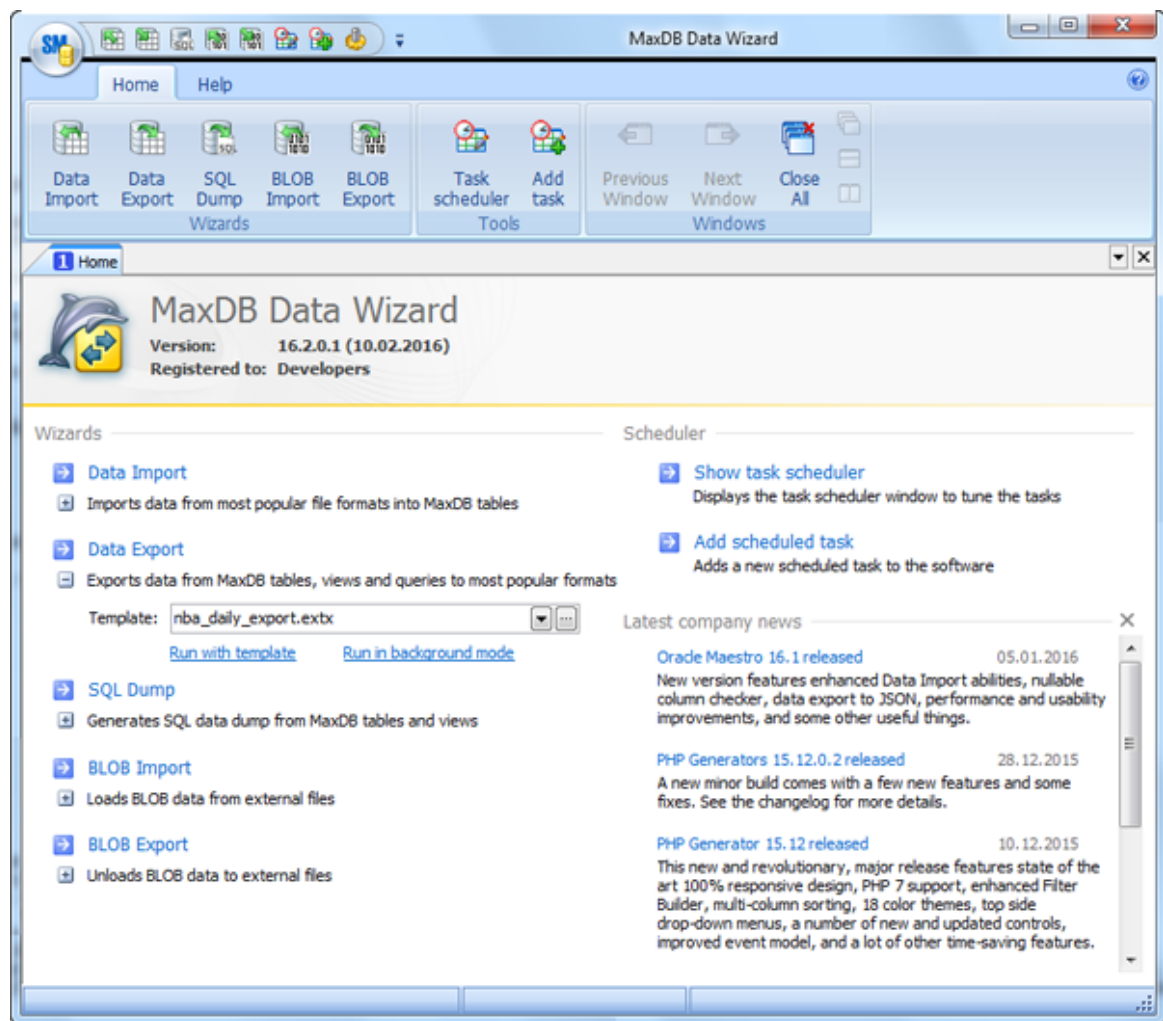 SM
MaxDB Data Wizard
Home Help
Data Import
Data Export
SQL Dump
BLOB Import
BLOB Export
Task scheduler
Add task
Previous Window
Next Window
Close All
Wizards
Tools
Windows
1 Home
MaxDB Data Wizard
Version: 16.2.0.1 (10.02.2016)
Registered to: Developers
Wizards
Data Import
Imports data from most popular file formats into MaxDB tables
Data Export
Exports data from MaxDB tables, views and queries to most popular formats
Template: nba_daily_export.extx
Run with template Run in background mode
SQL Dump
Generates SQL data dump from MaxDB tables and views
BLOB Import
Loads BLOB data from external files
BLOB Export
Unloads BLOB data to external files
Scheduler
Show task scheduler
Displays the task scheduler window to tune the tasks
Add scheduled task
Adds a new scheduled task to the software
Latest company news
Oracle Maestro 16.1 released 05.01.2016
New version features enhanced Data Import abilities, nullable
column checker, data export to JSON, performance and usability
improvements, and some other useful things.
PHP Generators 15.12.0.2 released 28.12.2015
A new minor build comes with a few new features and some
fixes. See the changelog for more details.
PHP Generator 15.12 released 10.12.2015
This new and revolutionary, major release features state of the
art 100% responsive design, PHP 7 support, enhanced Filter
Builder, multi-column sorting, 18 color themes, top side
drop-down menus, a number of new and updated controls,
improved event model, and a lot of other time-saving features.